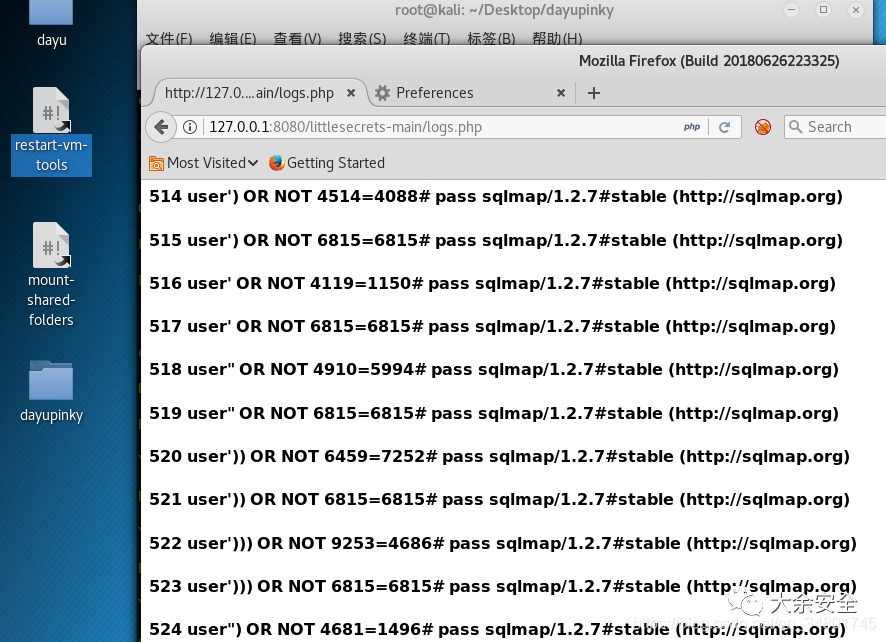 root@kali: ~/Desktop/dayupinky
文件(F) 编辑(E) 查看(V) 搜索(S) 终端(T) 标签(B) 帮助(H)
Mozilla Firefox (Build 20180626223325)
http://127.0....ain/logs.php × Preferences × +
127.0.0.1:8080/littlesecrets-main/logs.php php Search
Most Visited Getting Started
dayu
#!
restart-vm-
tools
#!
mount-
shared-
folders
dayupinky
514 user') OR NOT 4514=4088# pass sqlmap/1.2.7#stable (http://sqlmap.org)
515 user') OR NOT 6815=6815# pass sqlmap/1.2.7#stable (http://sqlmap.org)
516 user' OR NOT 4119=1150# pass sqlmap/1.2.7#stable (http://sqlmap.org)
517 user' OR NOT 6815=6815# pass sqlmap/1.2.7#stable (http://sqlmap.org)
518 user" OR NOT 4910=5994# pass sqlmap/1.2.7#stable (http://sqlmap.org)
519 user" OR NOT 6815=6815# pass sqlmap/1.2.7#stable (http://sqlmap.org)
520 user')) OR NOT 6459=7252# pass sqlmap/1.2.7#stable (http://sqlmap.org)
521 user')) OR NOT 6815=6815# pass sqlmap/1.2.7#stable (http://sqlmap.org)
522 user'))) OR NOT 9253=4686# pass sqlmap/1.2.7#stable (http://sqlmap.org)
523 user'))) OR NOT 6815=6815# pass sqlmap/1.2.7#stable (http://sqlmap.org)
524 user") OR NOT 4681=1496# pass sqlmap/1.2.7#stable (http://sqlmap.org)
大余安全